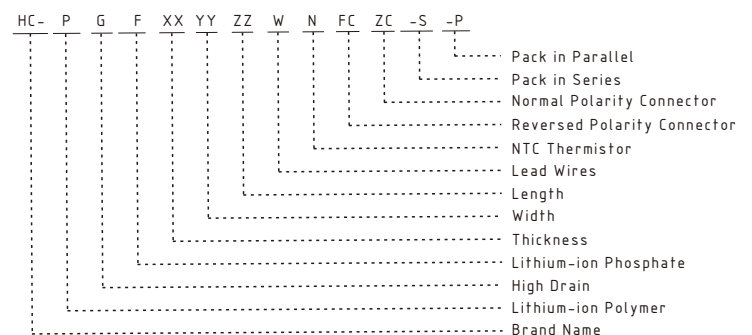 HC- P G F XX YY ZZ W N FC ZC -S -P
Pack in Parallel
Pack in Series
Normal Polarity Connector
Reversed Polarity Connector
NTC Thermistor
Lead Wires
Length
Width
Thickness
Lithium-ion Phosphate
High Drain
Lithium-ion Polymer
Brand Name